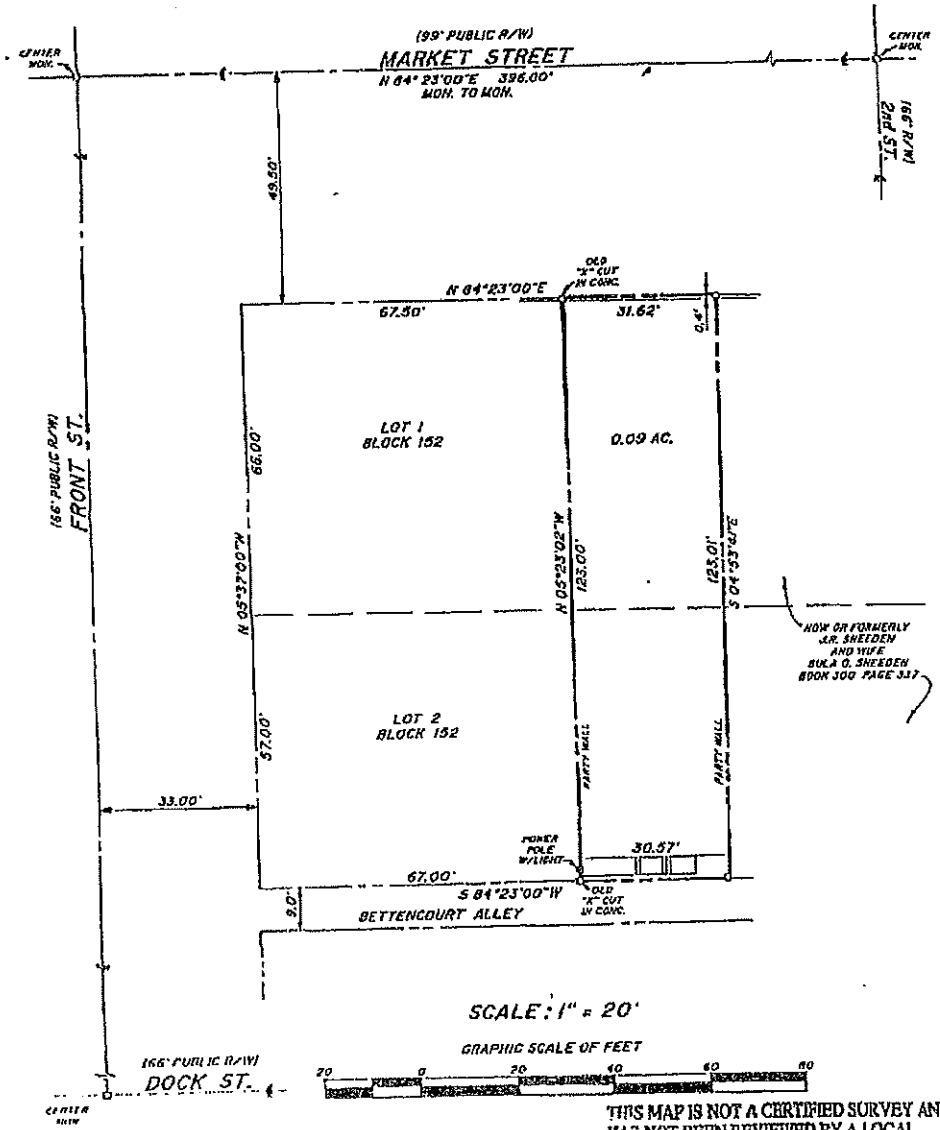 (99' PUBLIC R/W)
MARKET STREET
N 84° 23'00"E 396.00'
MON. TO MON.
CENTER
MON.
CENTER
MON.
(66' R/W)
2nd ST.
49.50'
OLD
"X" CUT
IN CONC.
N 84°23'00"E
67.50'
31.62'
0.4'
LOT 1
BLOCK 152
0.09 AC.
66.00'
(66' PUBLIC R/W)
FRONT ST.
N 05°37'00"W
N 05°23'02"W
123.00'
123.01'
NOW OR FORMERLY
J.R. SHEEDEN
AND WIFE
BULA O. SHEEDEN
BOOK 300 PAGE 337
57.00'
LOT 2
BLOCK 152
PARTY WALL
PARTY WALL
33.00'
POWER
POLE
W/LIGHT
30.57'
67.00'
S 84°23'00"W
OLD
"X" CUT
IN CONC.
9.0'
BETTENCOURT ALLEY
SCALE: 1" = 20'
GRAPHIC SCALE OF FEET
20 0 20 40 60 80
(66' PUBLIC R/W)
DOCK ST.
CENTER
THIS MAP IS NOT A CERTIFIED SURVEY AN